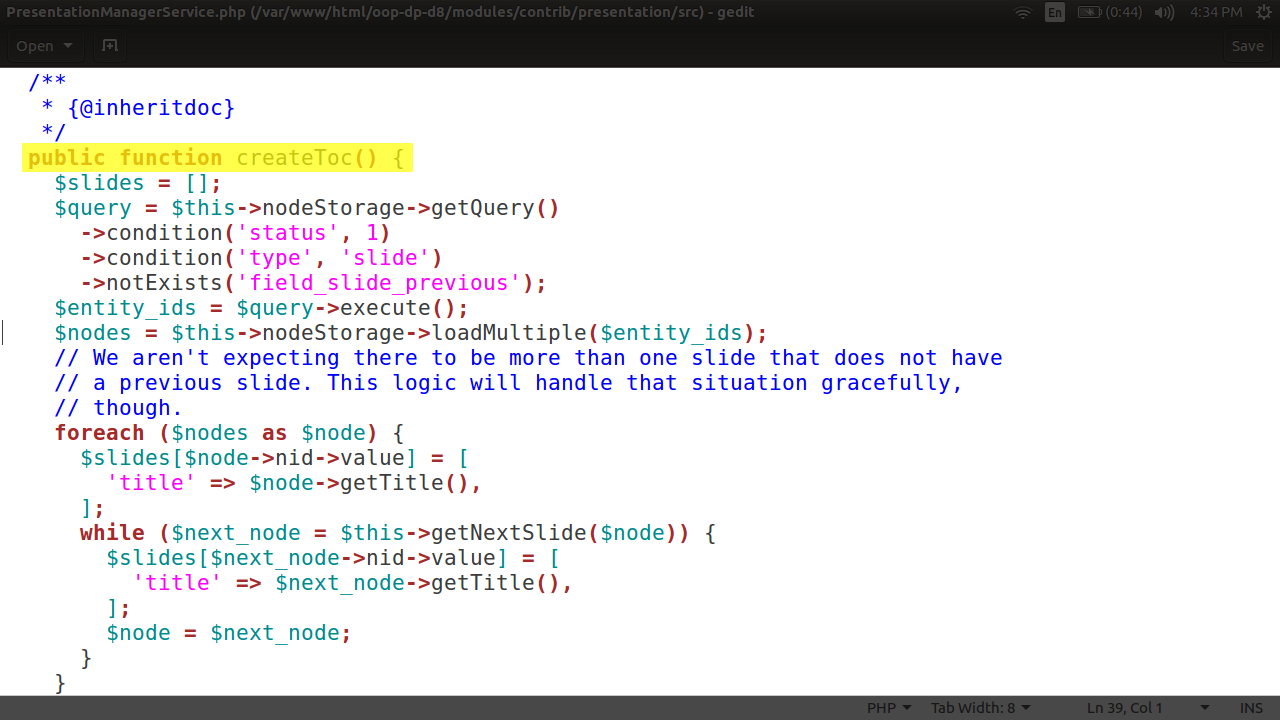 PresentationManagerService.php (/var/www/html/oop-dp-d8/modules/contrib/presentation/src) - gedit
En (0:44) 4:34 PM
Open Save
/**
 * {@inheritdoc}
 */
public function createToc() {
  $slides = [];
  $query = $this->nodeStorage->getQuery()
    ->condition('status', 1)
    ->condition('type', 'slide')
    ->notExists('field_slide_previous');
  $entity_ids = $query->execute();
  $nodes = $this->nodeStorage->loadMultiple($entity_ids);
  // We aren't expecting there to be more than one slide that does not have
  // a previous slide. This logic will handle that situation gracefully,
  // though.
  foreach ($nodes as $node) {
    $slides[$node->nid->value] = [
      'title' => $node->getTitle(),
    ];
    while ($next_node = $this->getNextSlide($node)) {
      $slides[$next_node->nid->value] = [
        'title' => $next_node->getTitle(),
      ];
      $node = $next_node;
    }
  }
PHP Tab Width: 8 Ln 39, Col 1 INS